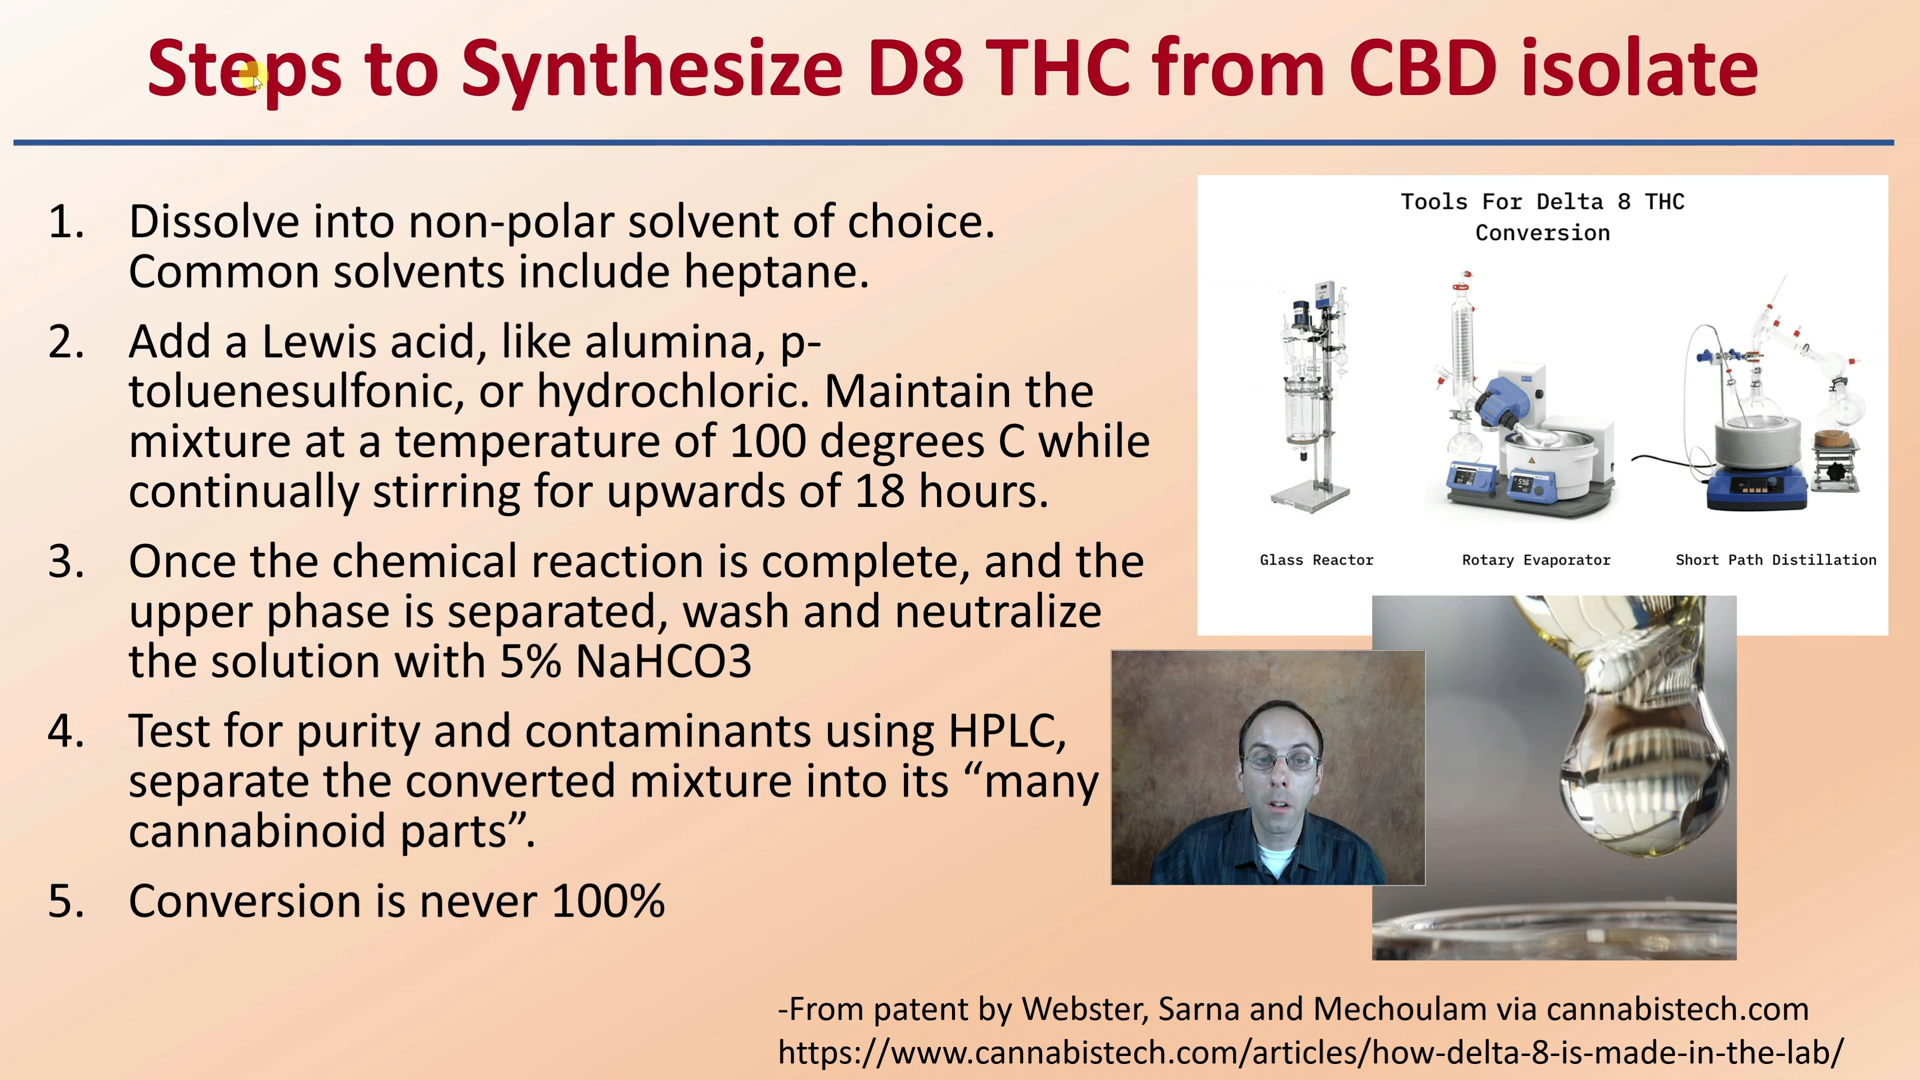 Steps to Synthesize D8 THC from CBD isolate
1. Dissolve into non-polar solvent of choice.
Common solvents include heptane.
2. Add a Lewis acid, like alumina, p-
toluenesulfonic, or hydrochloric. Maintain the
mixture at a temperature of 100 degrees C while
continually stirring for upwards of 18 hours.
3. Once the chemical reaction is complete, and the
upper phase is separated, wash and neutralize
the solution with 5% NaHCO3
4. Test for purity and contaminants using HPLC,
separate the converted mixture into its “many
cannabinoid parts”.
5. Conversion is never 100%
Tools For Delta 8 THC
Conversion
Glass Reactor
Rotary Evaporator
Short Path Distillation
-From patent by Webster, Sarna and Mechoulam via cannabistech.com
https://www.cannabistech.com/articles/how-delta-8-is-made-in-the-lab/